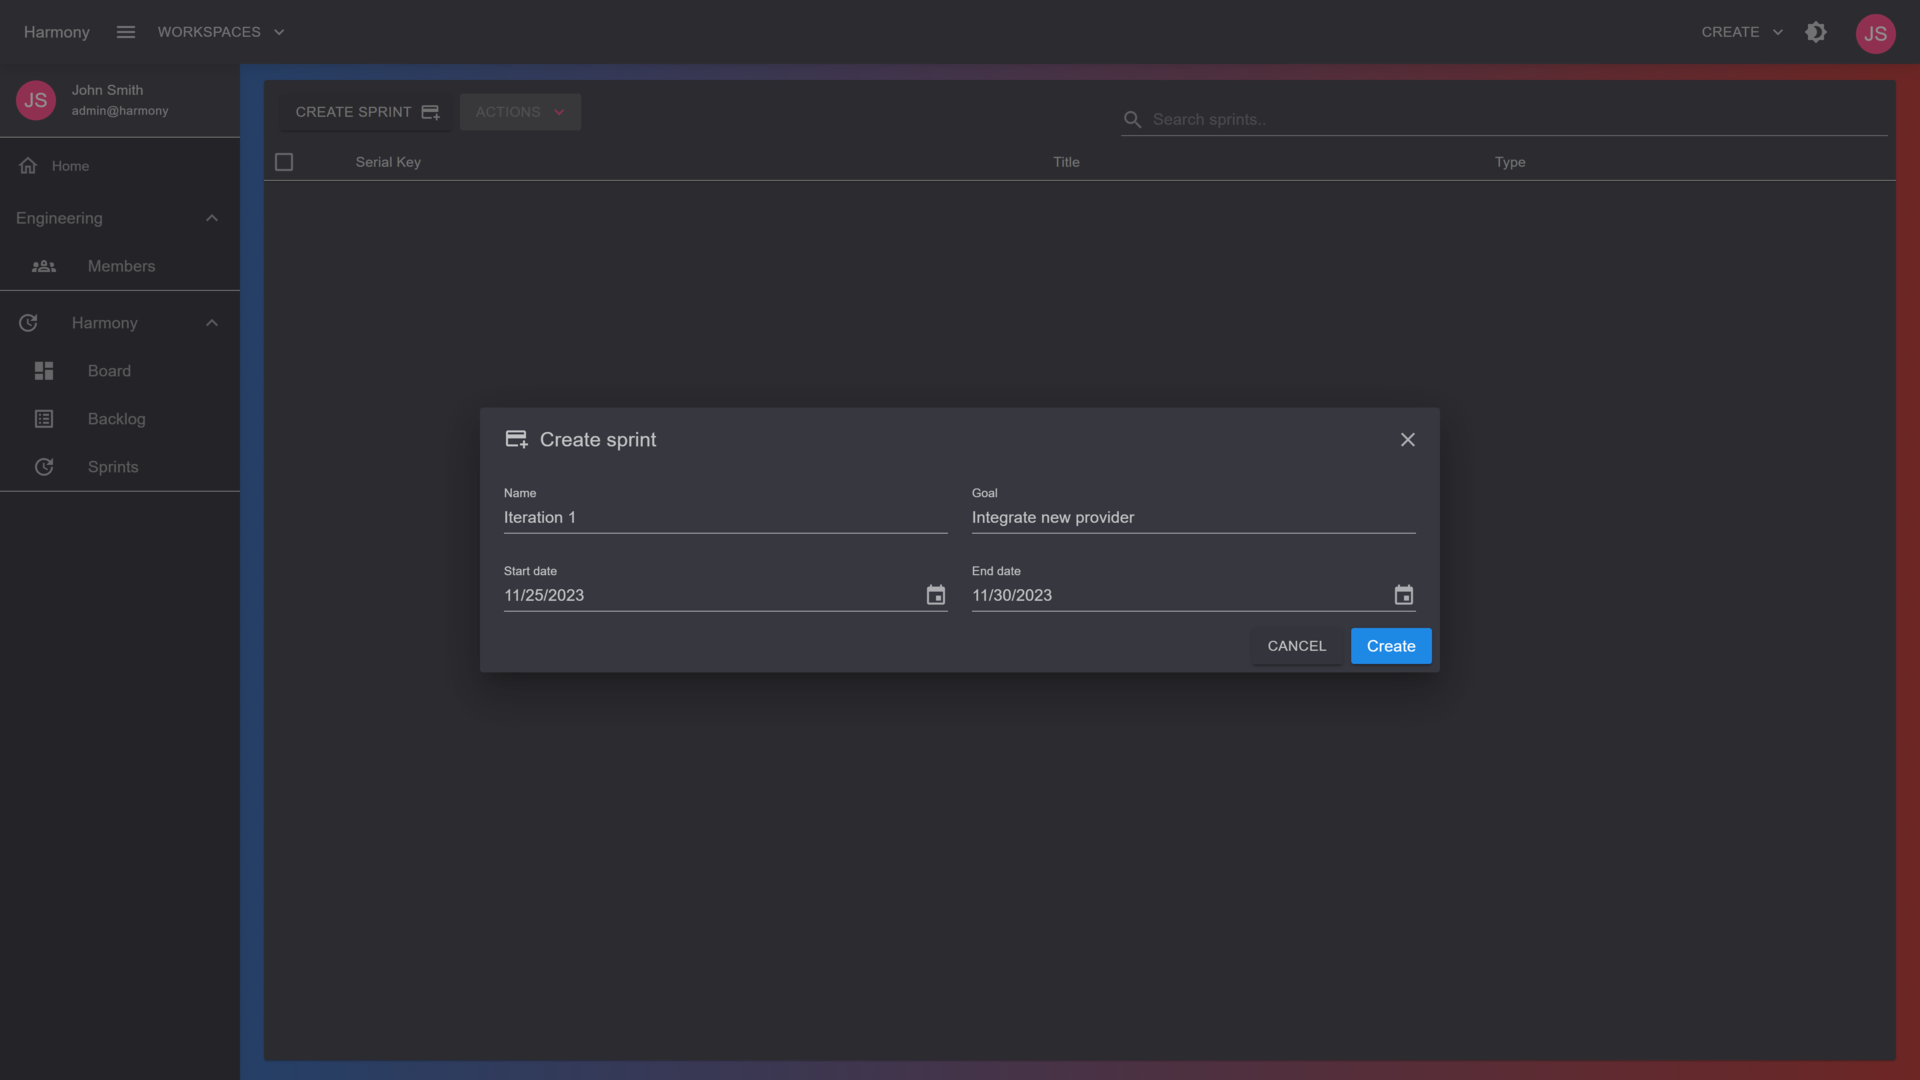 Harmony
WORKSPACES
CREATE
JS
JS
John Smith
admin@harmony
Home
Engineering
Members
Harmony
Board
Backlog
Sprints
CREATE SPRINT
ACTIONS
Search sprints..
Serial Key
Title
Type
Create sprint
Name
Iteration 1
Goal
Integrate new provider
Start date
11/25/2023
End date
11/30/2023
CANCEL
Create